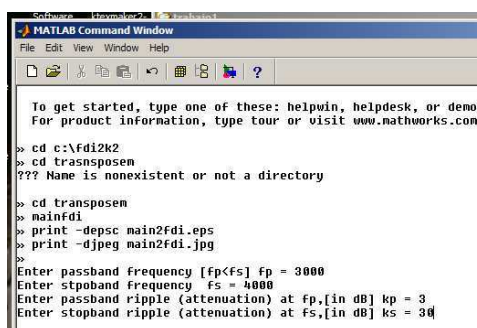 Software ktexmaker2- trabajo1
MATLAB Command Window
File Edit View Window Help
?
To get started, type one of these: helpwin, helpdesk, or demo
For product information, type tour or visit www.mathworks.com
» cd c:\fdi2k2
» cd trasnsposem
??? Name is nonexistent or not a directory
» cd transposem
» mainfdi
» print -depsc main2fdi.eps
» print -djpeg main2fdi.jpg
»
Enter passband frequency [fp<fs] fp = 3000
Enter stpoband frequency fs = 4000
Enter passband ripple (attenuation) at fp,[in dB] kp = 3
Enter stopband ripple (attenuation) at fs,[in dB] ks = 30